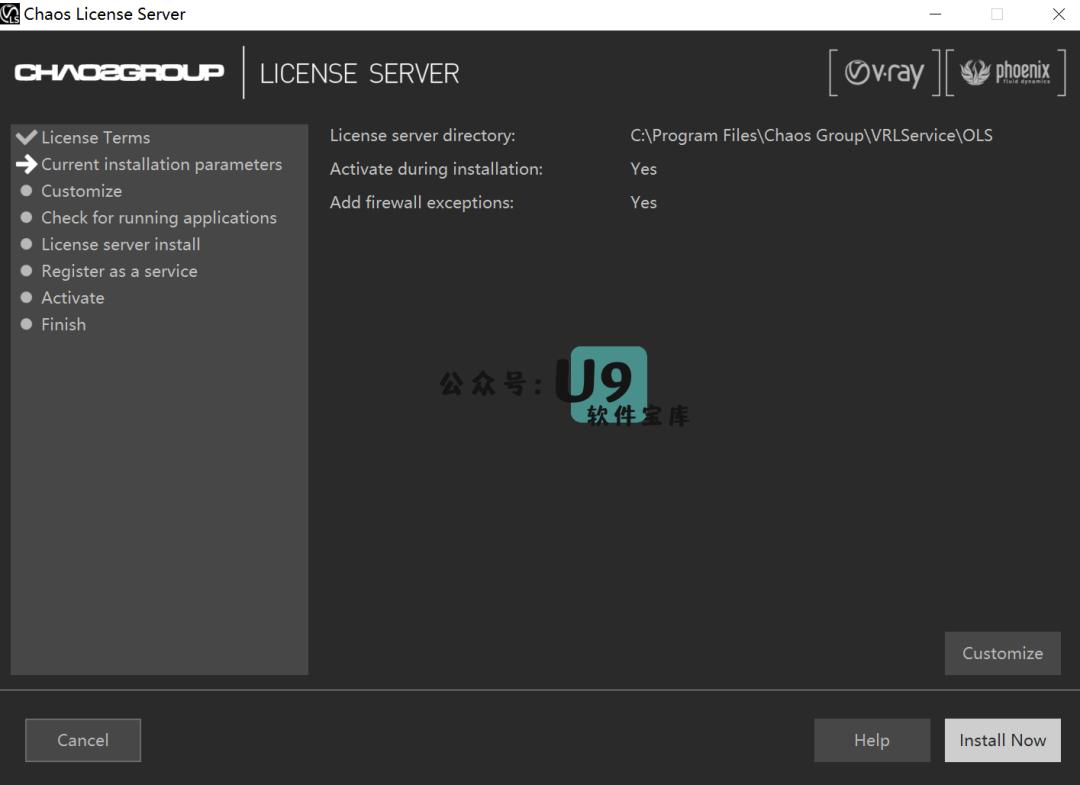 Chaos License Server
CHAOSGROUP LICENSE SERVER
v·ray
phoenix
fluid dynamics
License Terms
Current installation parameters
Customize
Check for running applications
License server install
Register as a service
Activate
Finish
License server directory: C:\Program Files\Chaos Group\VRLService\OLS
Activate during installation: Yes
Add firewall exceptions: Yes
公众号: U9
软件宝库
Customize
Cancel
Help
Install Now